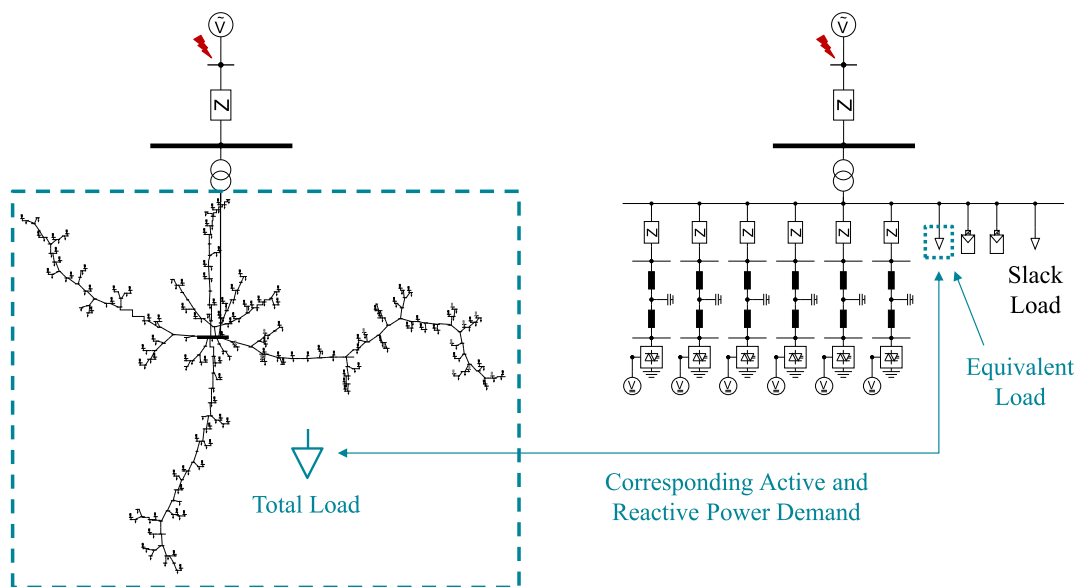 Ṽ
Ṽ
Z
Z
Z
Z
Z
Z
Z
Z
Slack
Load
Equivalent
Load
V
V
V
V
V
V
Total Load
Corresponding Active and
Reactive Power Demand